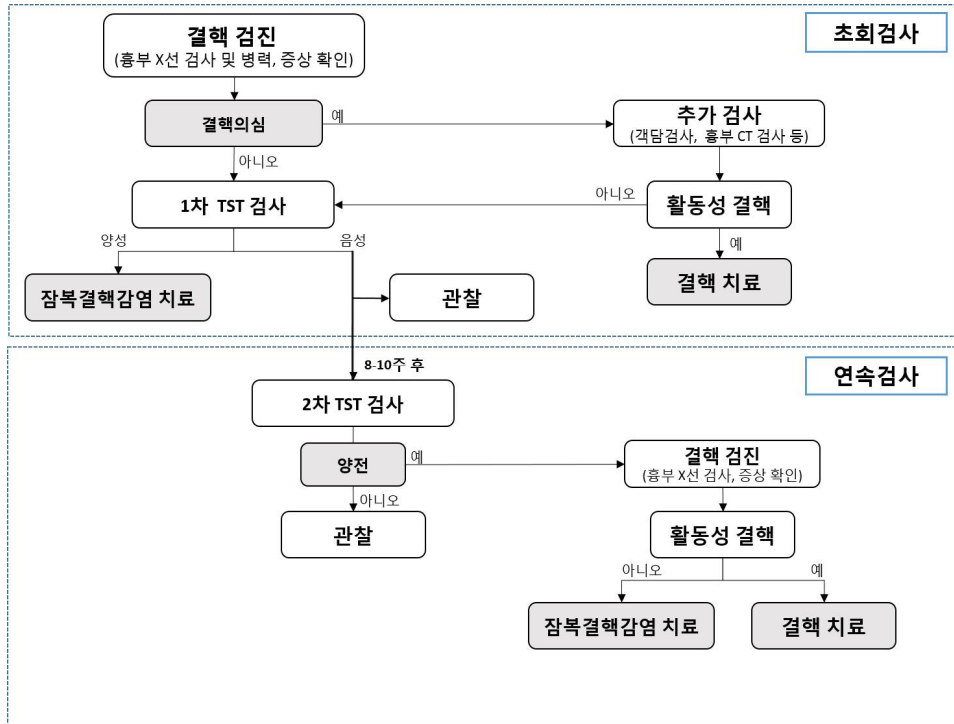 초회검사
결핵 검진
(흉부 X선 검사 및 병력, 증상 확인)
결핵의심
예
추가 검사
(객담검사, 흉부 CT 검사 등)
아니오
1차 TST 검사
아니오
활동성 결핵
양성
음성
예
잠복결핵감염 치료
관찰
결핵 치료
연속검사
8-10주 후
2차 TST 검사
양전
예
결핵 검진
(흉부 X선 검사, 증상 확인)
아니오
관찰
활동성 결핵
아니오
예
잠복결핵감염 치료
결핵 치료